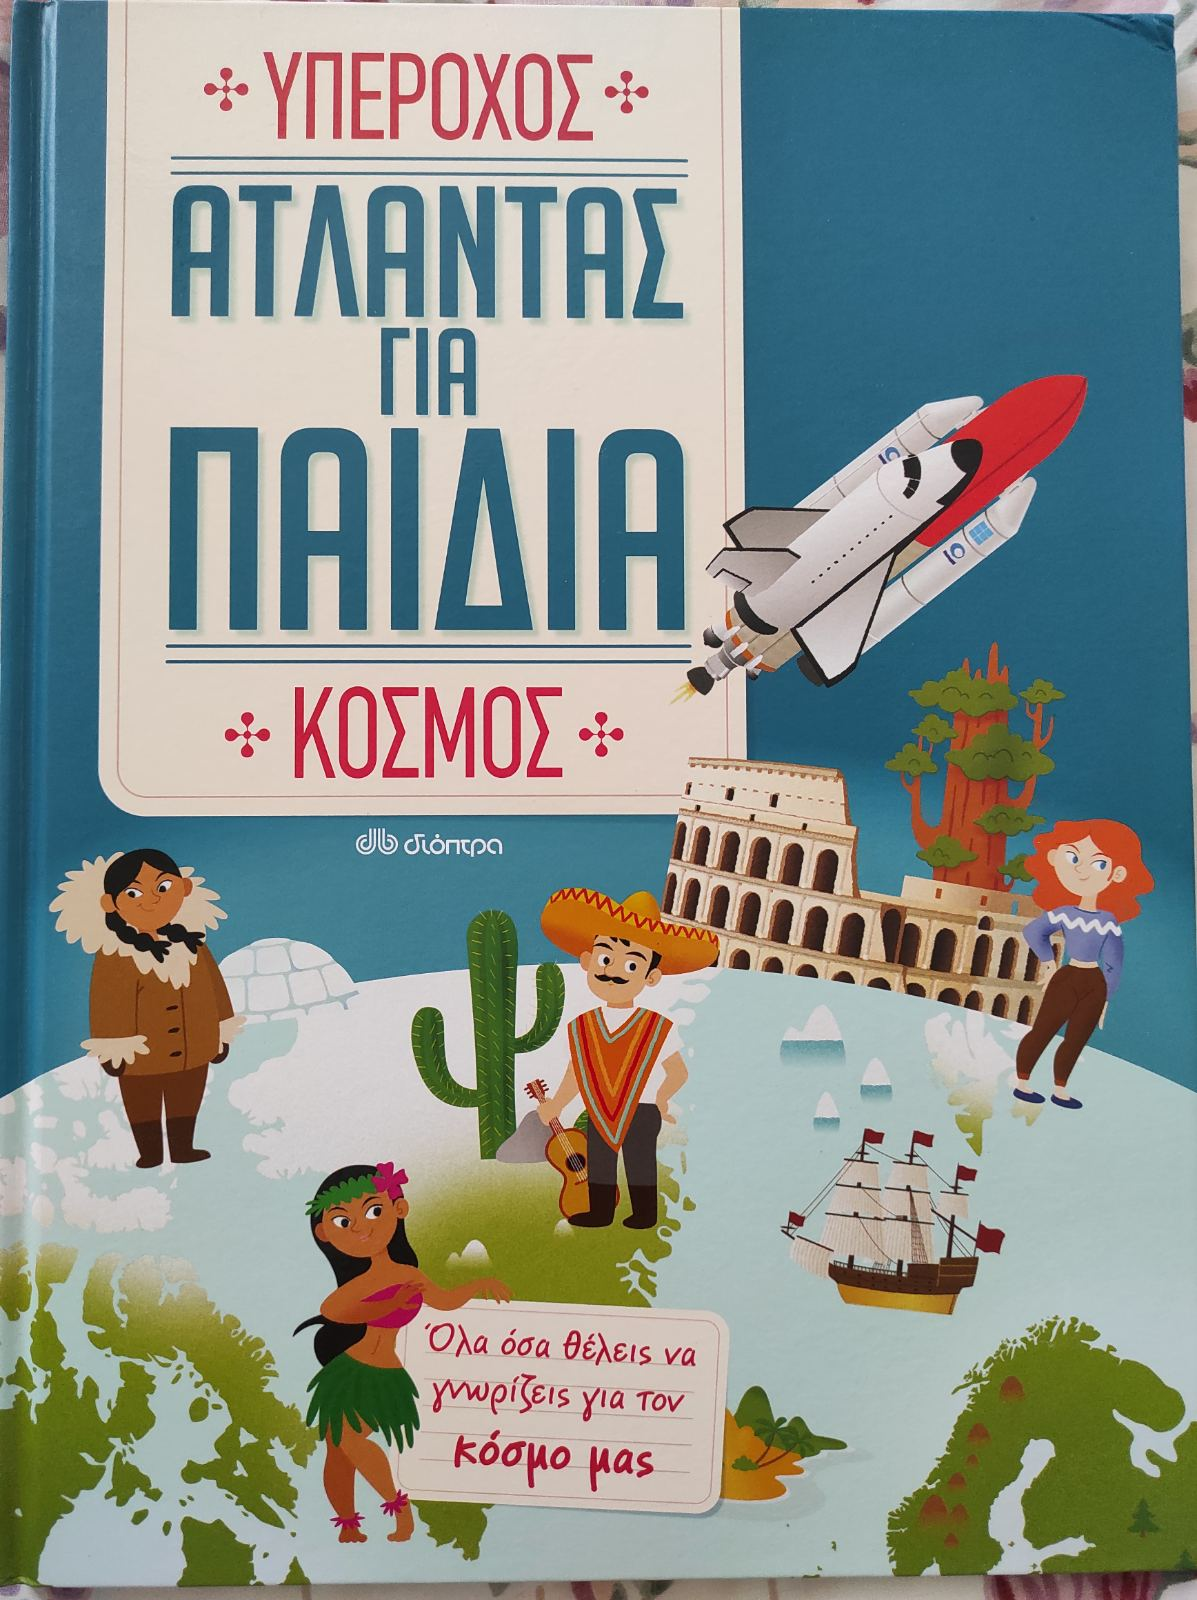 ΥΠΕΡΟΧΟΣ
ΑΤΛΑΝΤΑΣ
ΓΙΑ
ΠΑΙΔΙΑ
ΚΟΣΜΟΣ
διόπτρα
Όλα όσα θέλεις να
γνωρίζεις για τον
κόσμο μας